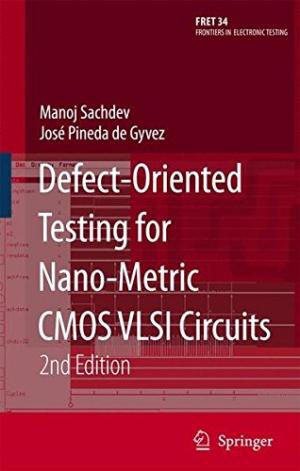 FRET 34
FRONTIERS IN ELECTRONIC TESTING
Manoj Sachdev
José Pineda de Gyvez
Defect-Oriented
Testing for
Nano-Metric
CMOS VLSI Circuits
2nd Edition
Springer